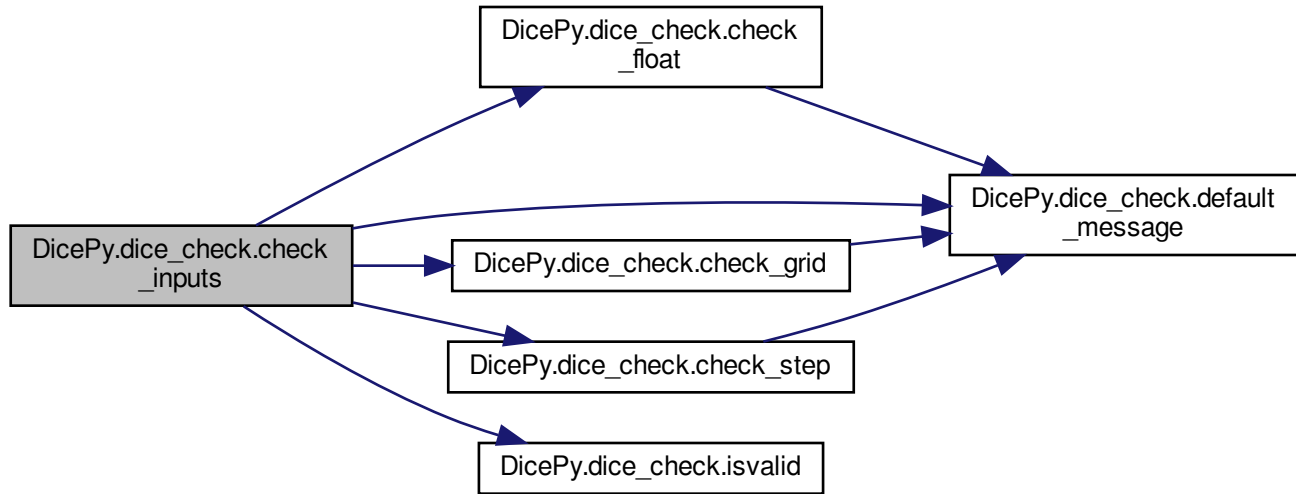 DicePy.dice_check.check
_float
DicePy.dice_check.default
_message
DicePy.dice_check.check
_inputs
DicePy.dice_check.check_grid
DicePy.dice_check.check_step
DicePy.dice_check.isvalid